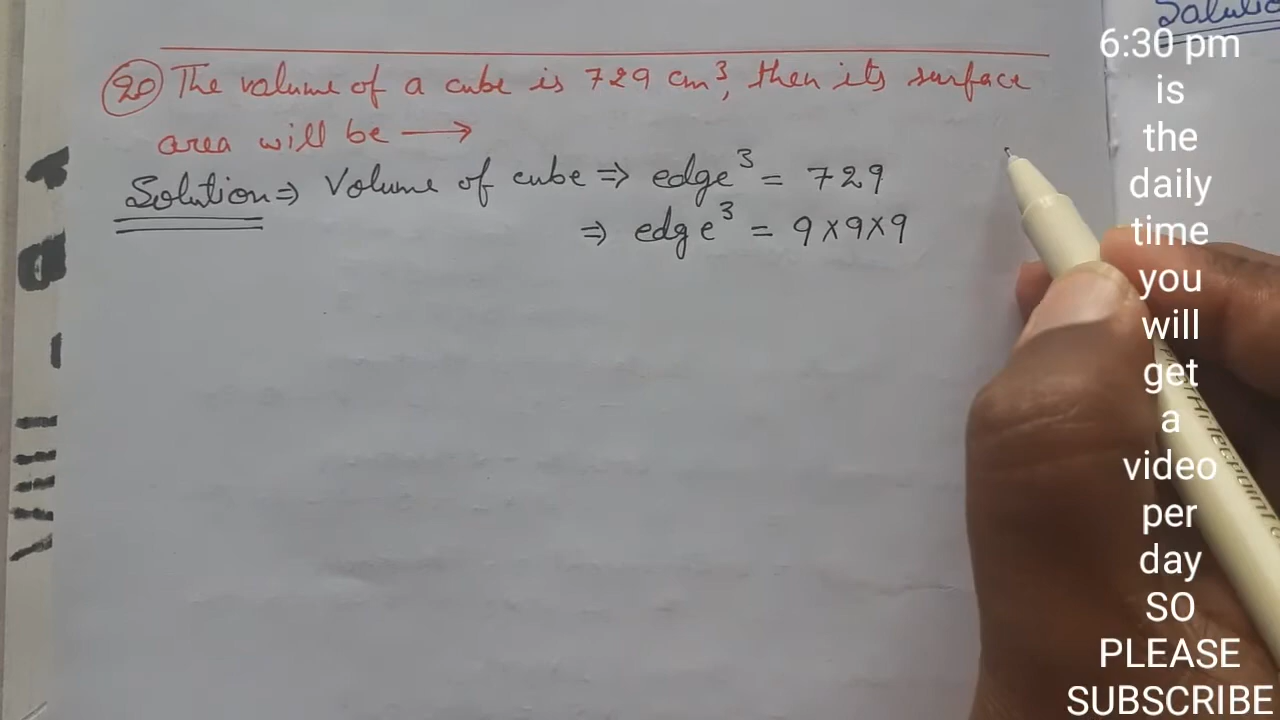 ⑳ The volume of a cube is 729 cm³, then its surface
area will be ⟶
Solution ⇒ Volume of cube ⇒ edge³ = 729
⇒ edge³ = 9×9×9
6:30 pm
is
the
daily
time
you
will
get
a
video
per
day
SO
PLEASE
SUBSCRIBE